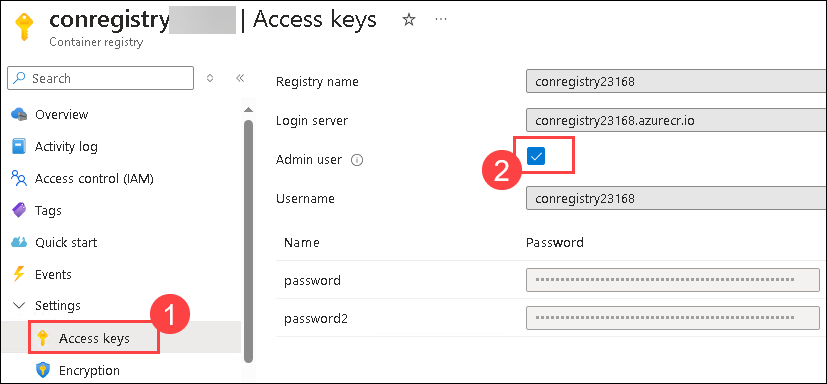 conregistry | Access keys
Container registry
Search
Overview
Activity log
Access control (IAM)
Tags
Quick start
Events
Settings
1
Access keys
Encryption
Registry name
conregistry23168
Login server
conregistry23168.azurecr.io
Admin user
2
Username
conregistry23168
Name Password
password
password2